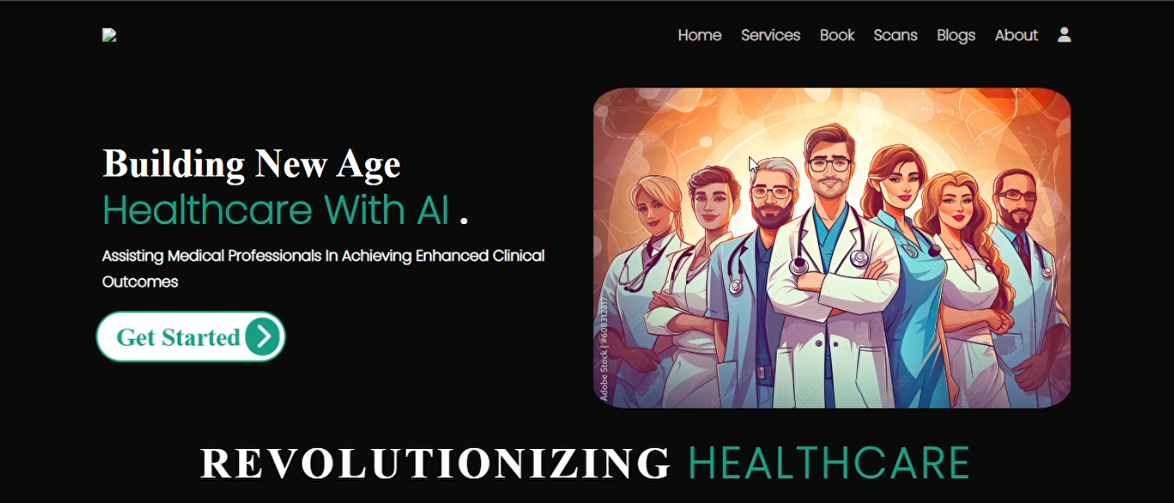 Home Services Book Scans Blogs About
Building New Age
Healthcare With AI .
Assisting Medical Professionals In Achieving Enhanced Clinical
Outcomes
Get Started
Adobe Stock | #608312817
REVOLUTIONIZING HEALTHCARE